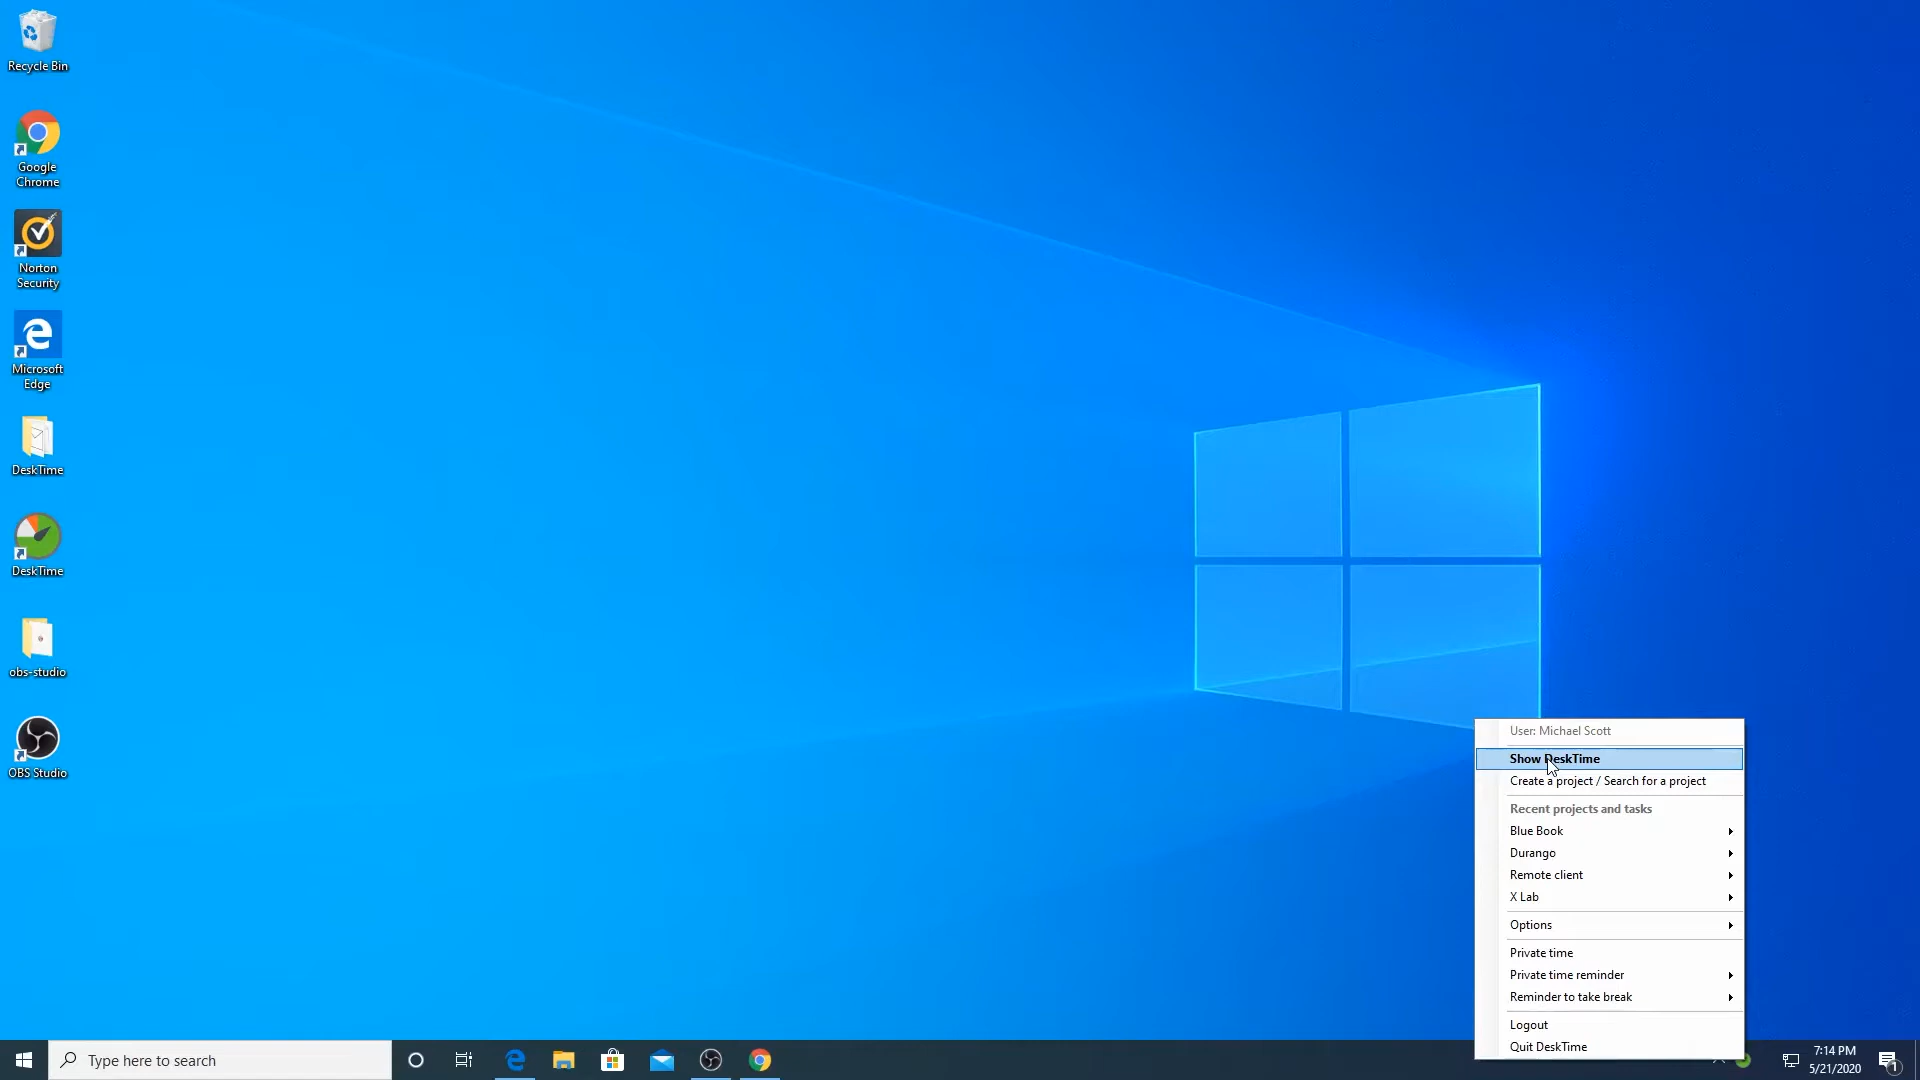 Recycle Bin
Google
Chrome
Norton
Security
Microsoft
Edge
DeskTime
DeskTime
obs-studio
OBS Studio
User: Michael Scott
Show DeskTime
Create a project / Search for a project
Recent projects and tasks
Blue Book
Durango
Remote client
X Lab
Options
Private time
Private time reminder
Reminder to take break
Logout
Quit DeskTime
Type here to search
7:14 PM
5/21/2020
1